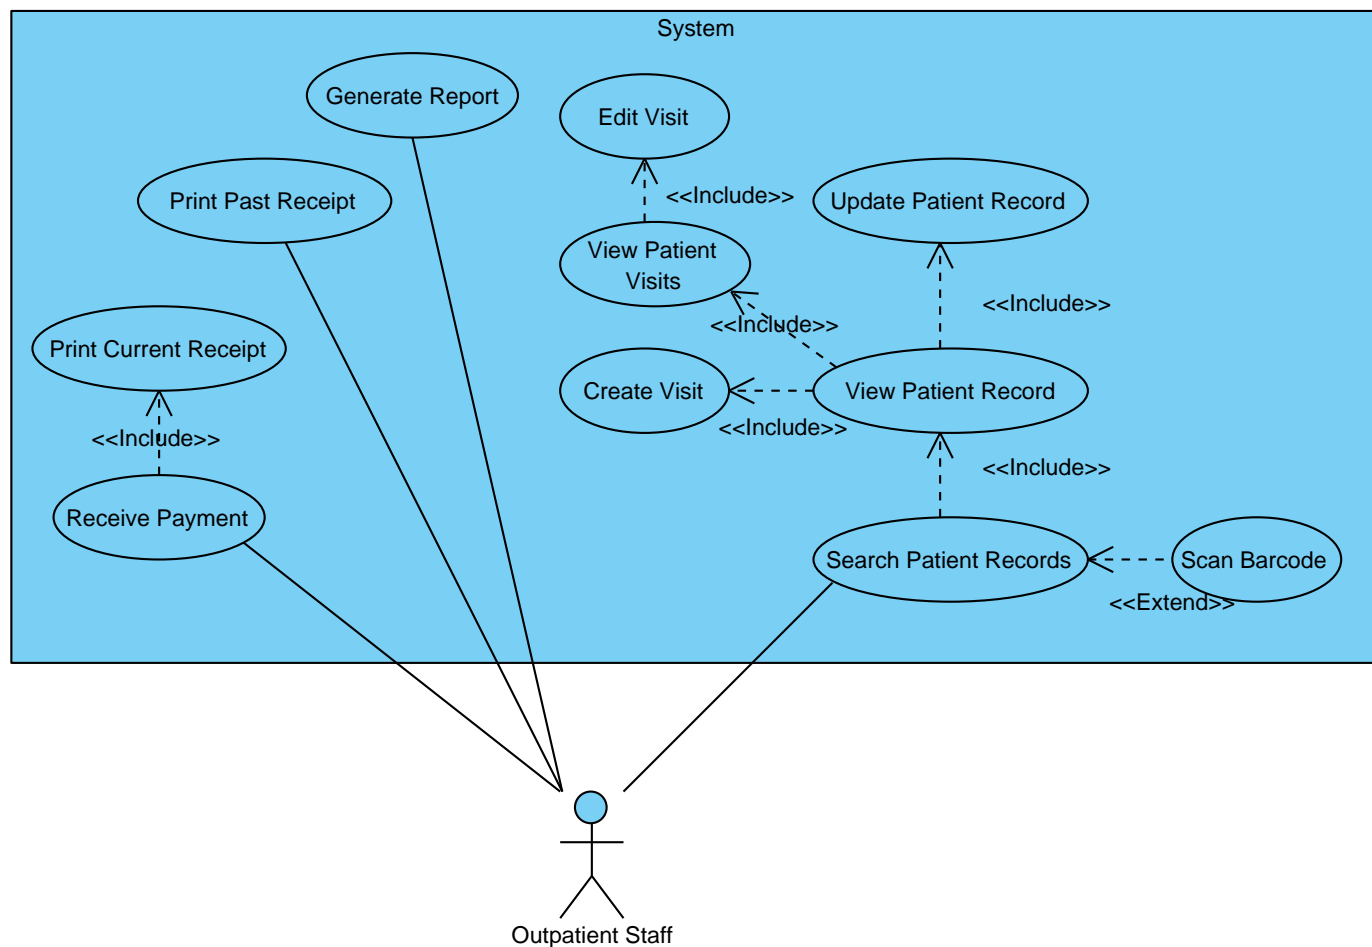 System
Generate Report
Edit Visit
Print Past Receipt
<<Include>>
Update Patient Record
View Patient
Visits
<<Include>>
<<Include>>
Print Current Receipt
Create Visit
View Patient Record
<<Include>>
<<Include>>
<<Include>>
Receive Payment
Search Patient Records
Scan Barcode
<<Extend>>
Outpatient Staff